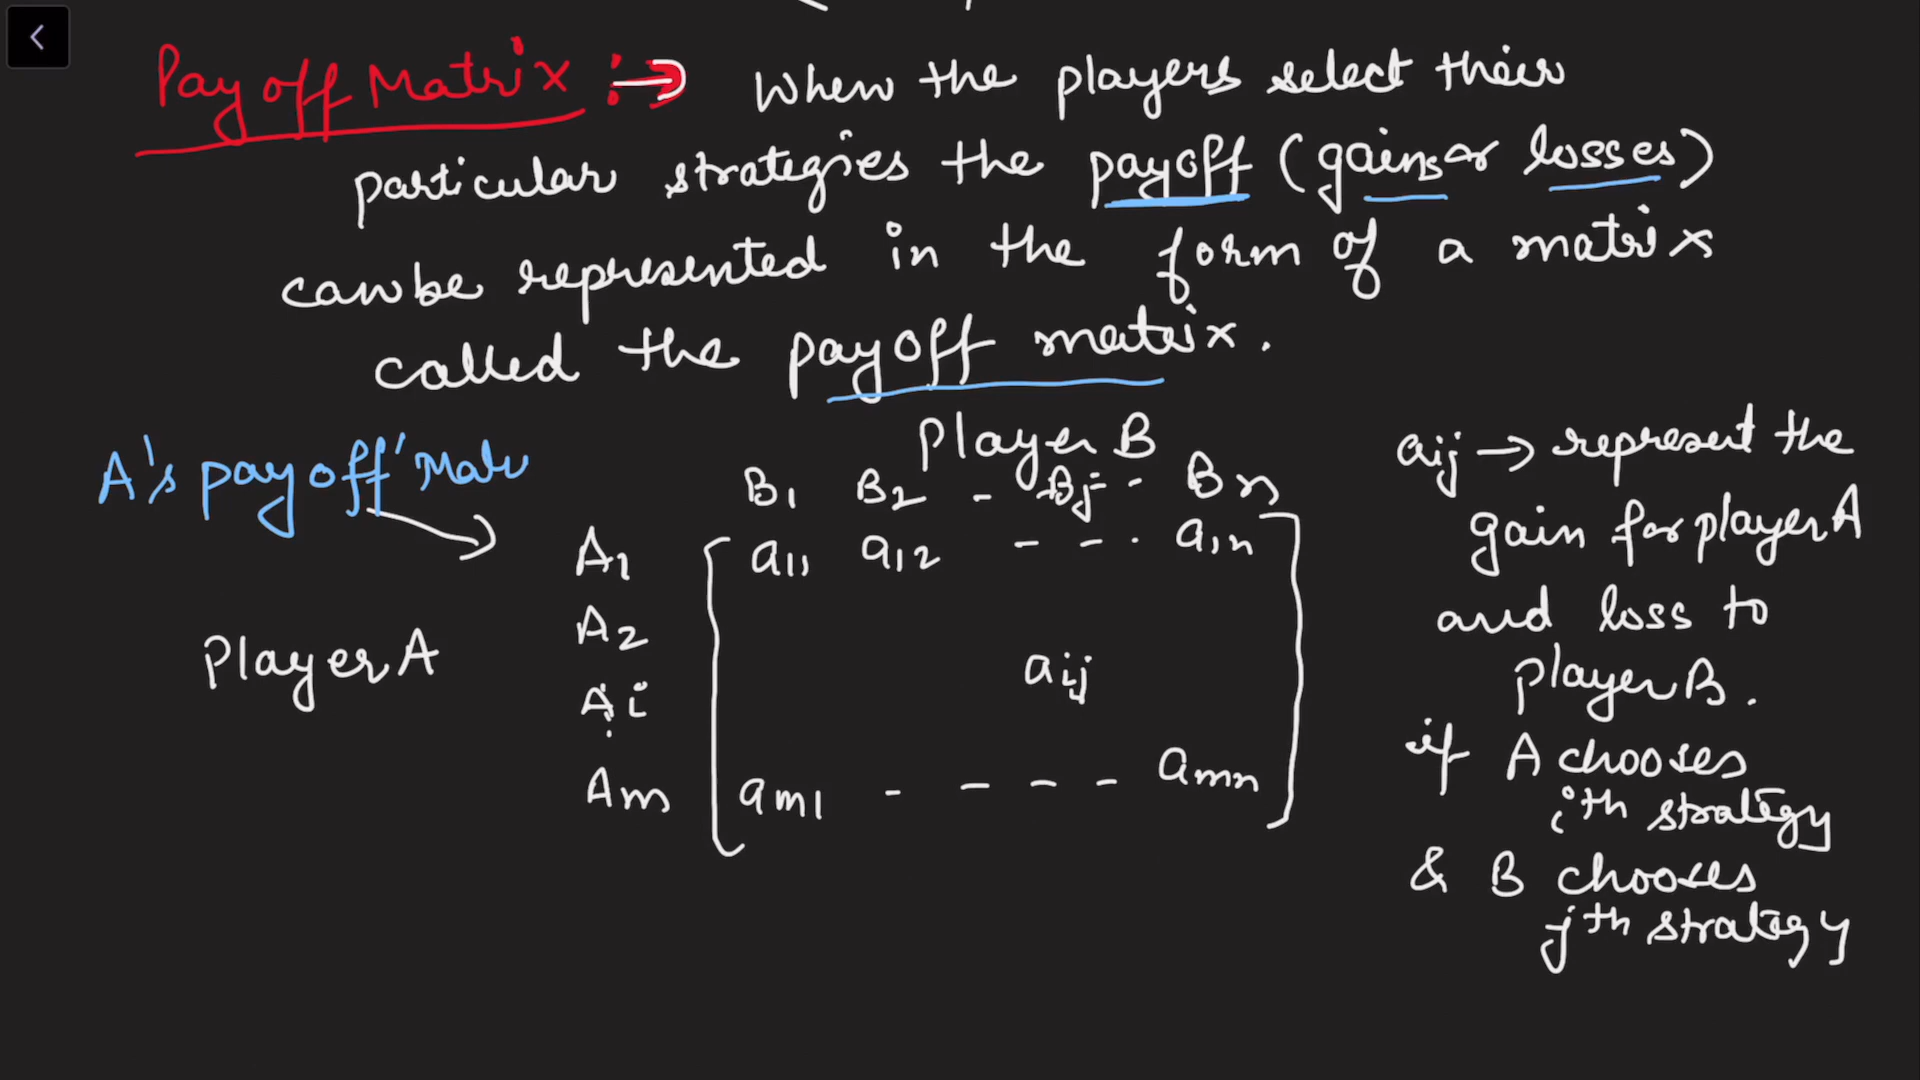 Payoff Matrix :→ When the players select their
particular strategies the payoff (gains or losses)
can be represented in the form of a matrix
called the payoff matrix.
A's payoff Mat
Player B
B1 B2 - Bj - - Bn
A1 a11 a12 - - . a1n
A2
Player A
Ai aij
Am am1 - - - - amn
aij → represent the
gain for player A
and loss to
player B.
if A chooses
ith strategy
& B chooses
jth strategy